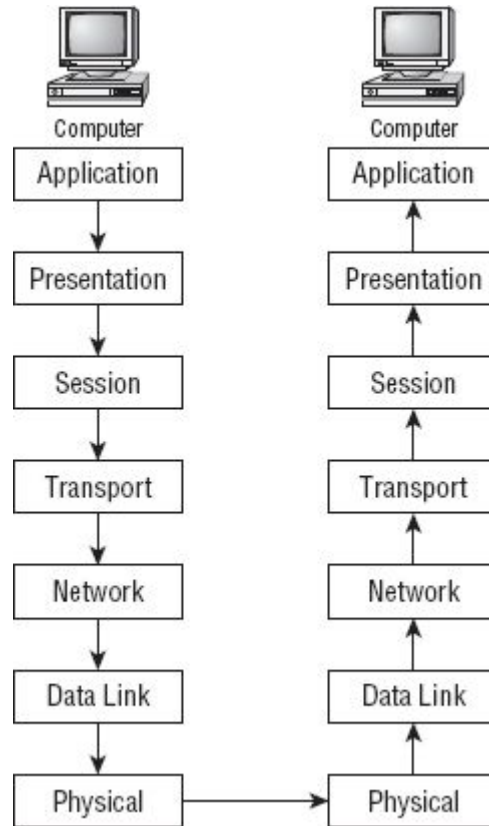 Computer
Application
Presentation
Session
Transport
Network
Data Link
Physical
Computer
Application
Presentation
Session
Transport
Network
Data Link
Physical